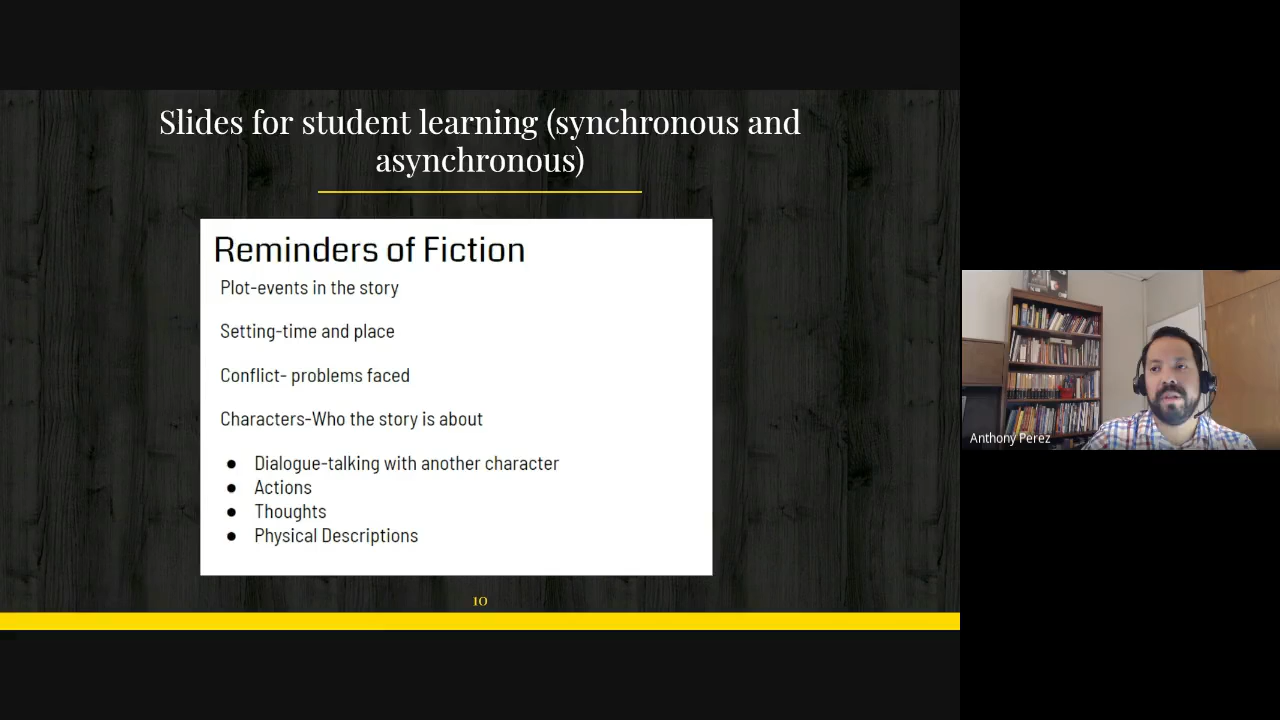 Slides for student learning (synchronous and
asynchronous)
Reminders of Fiction
Plot-events in the story
Setting-time and place
Conflict- problems faced
Characters-Who the story is about
● Dialogue-talking with another character
● Actions
● Thoughts
● Physical Descriptions
10
Anthony Perez